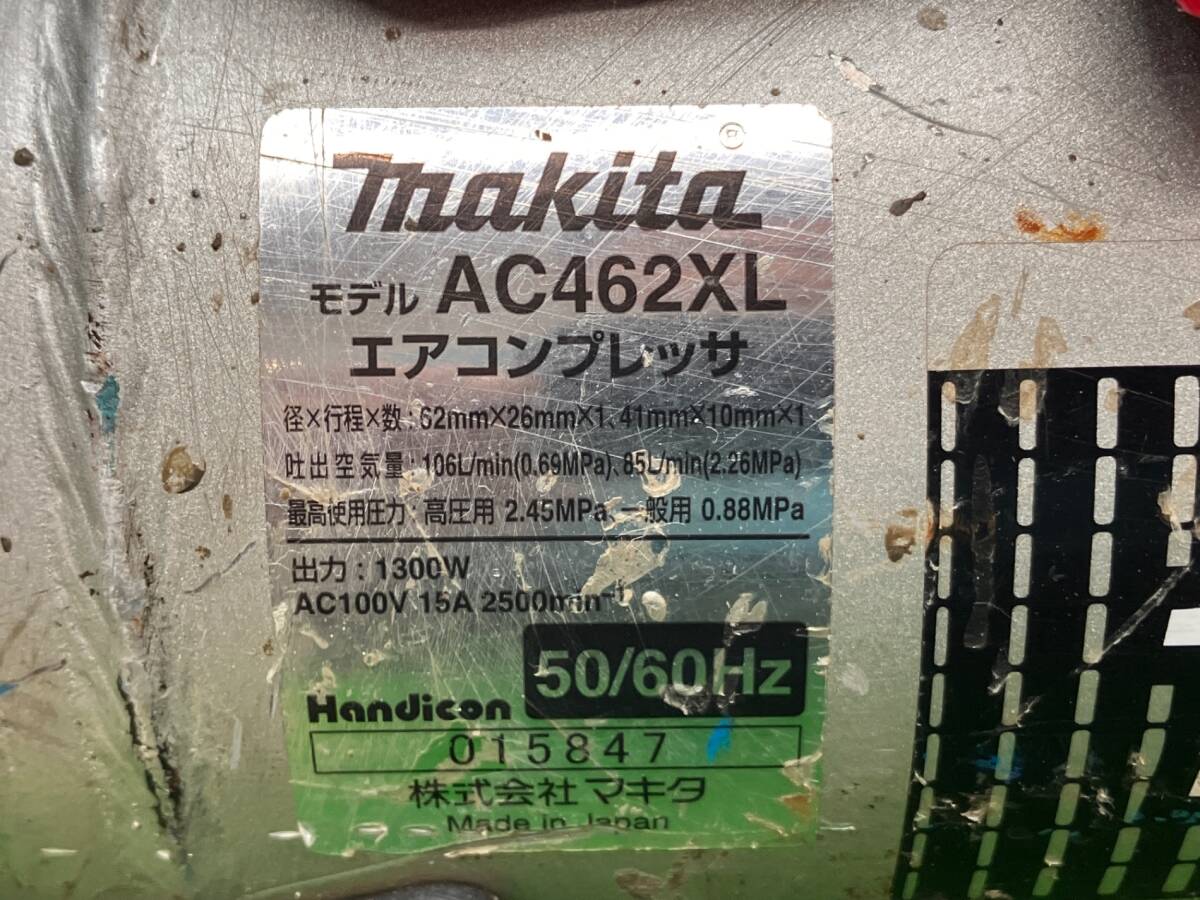 makita
モデル AC462XL
エアコンプレッサ
径×行程×数：62mm×26mm×1、41mm×10mm×1
吐出空気量：106L/min(0.69MPa)、85L/min(2.26MPa)
最高使用圧力：高圧用 2.45MPa、一般用 0.88MPa
出力：1300W
AC100V 15A 2500min⁻¹
50/60Hz
Handicon
015847
株式会社 マキタ
Made in Japan